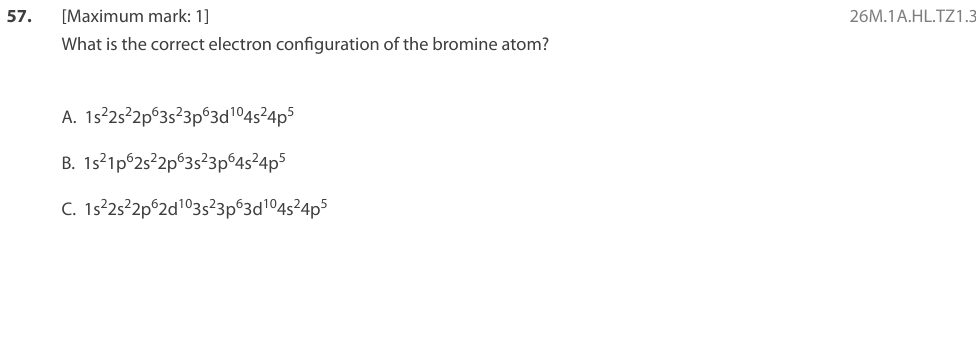 57. [Maximum mark: 1] 26M.1A.HL.TZ1.3
What is the correct electron configuration of the bromine atom?
A. 1s²2s²2p⁶3s²3p⁶3d¹⁰4s²4p⁵
B. 1s²1p⁶2s²2p⁶3s²3p⁶4s²4p⁵
C. 1s²2s²2p⁶2d¹⁰3s²3p⁶3d¹⁰4s²4p⁵